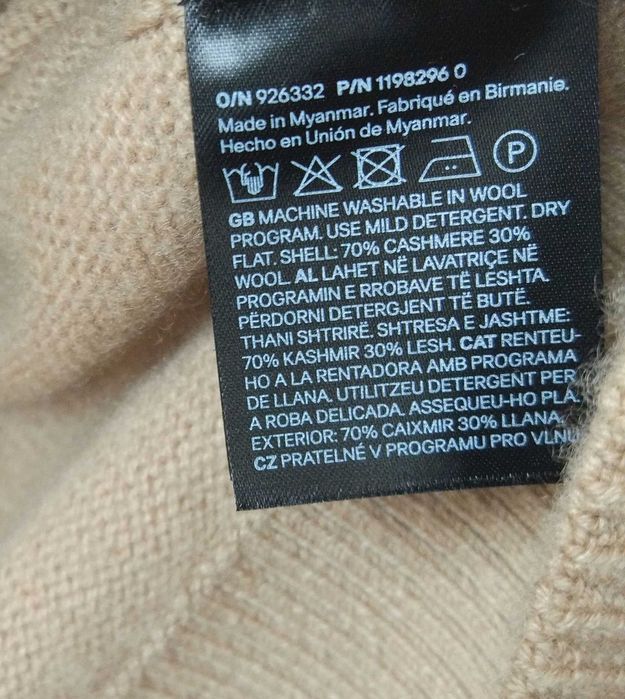 O/N 926332 P/N 1198296 0
Made in Myanmar. Fabriqué en Birmanie.
Hecho en Unión de Myanmar.
P
GB MACHINE WASHABLE IN WOOL
PROGRAM. USE MILD DETERGENT. DRY
FLAT. SHELL: 70% CASHMERE 30%
WOOL. AL LAHET NË LAVATRIÇE NË
PROGRAMIN E RROBAVE TË LËSHTA.
PËRDORNI DETERGJENT TË BUTË.
THANI SHTRIRË. SHTRESA E JASHTME:
70% KASHMIR 30% LESH. CAT RENTEU-
HO A LA RENTADORA AMB PROGRAMA
DE LLANA. UTILITZEU DETERGENT PER
A ROBA DELICADA. ASSEQUEU-HO PLA.
EXTERIOR: 70% CAIXMIR 30% LLANA.
CZ PRATELNÉ V PROGRAMU PRO VLNU.